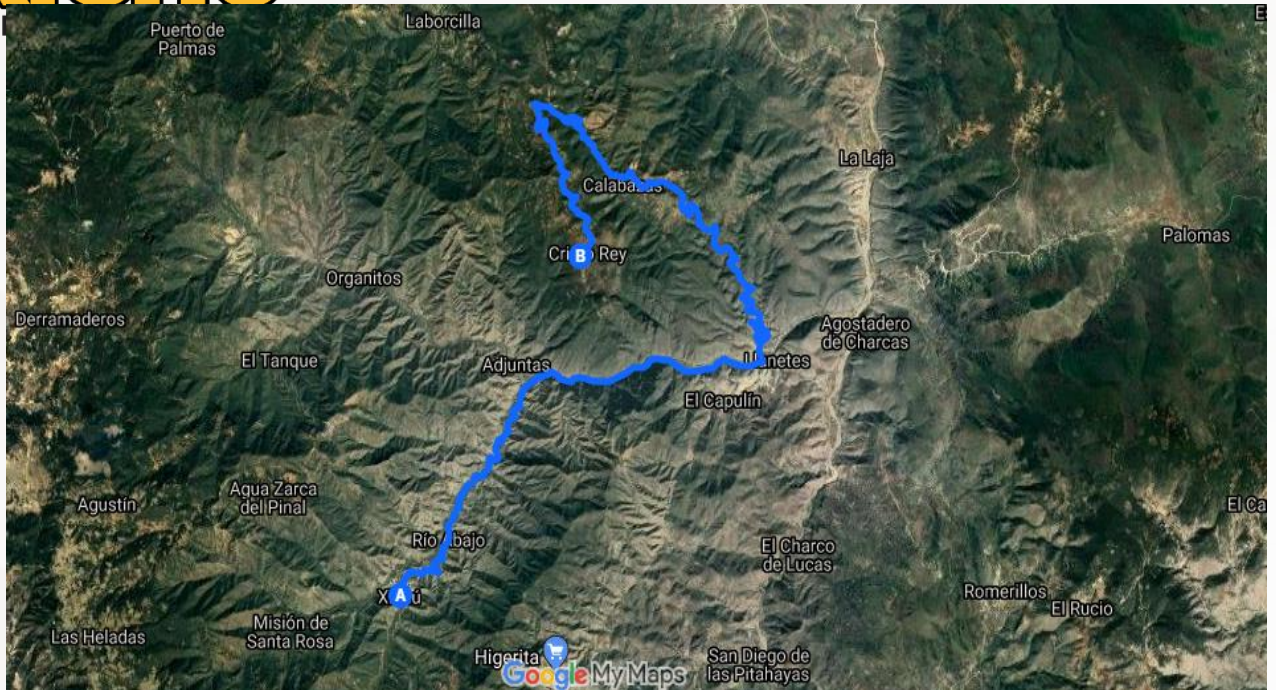 Laborcilla
Puerto de
Palmas
La Laja
Calabazas
Palomas
B
Organitos
Derramaderos
Agostadero
de Charcas
El Tanque
Adjuntas
El Capulín
Agua Zarca
del Pinal
Agustín
El Ca
Río Abajo
El Charco
de Lucas
A
Romerillos
El Rucio
Misión de
Santa Rosa
Las Heladas
Higerita
San Diego de
las Pitahayas
Google My Maps